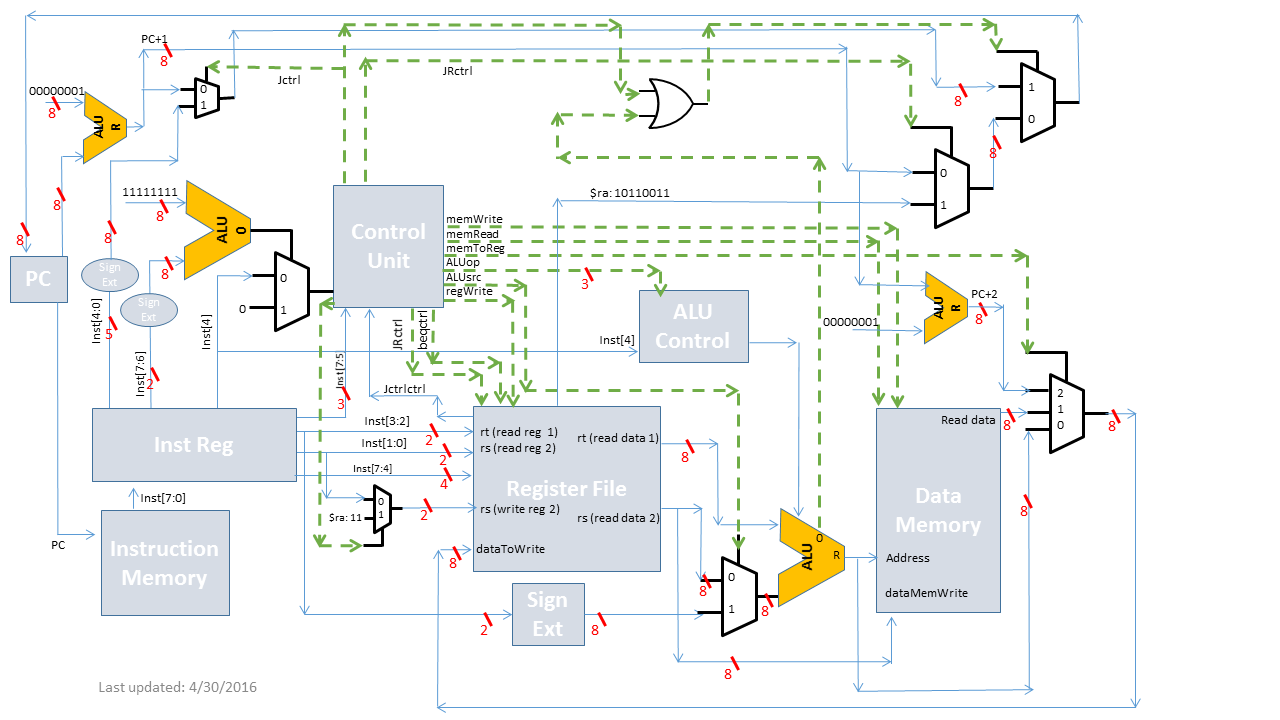 PC+1
8
Jctrl
JRctrl
00000001
8
ALU
R
0
1
1
8
0
8
0
1
8
8
8
11111111
8
8
ALU
0
$ra: 10110011
Control
Unit
memWrite
memRead
memToReg
ALUop
ALUsrc
regWrite
3
PC
Sign
Ext
Sign
Ext
0
0
1
Inst[4:0]
5
Inst[7:6]
2
Inst[4]
Inst[7:5]
3
JRctrl
beqctrl
Inst[4]
ALU
Control
ALU
R
PC+2
8
00000001
Jctrlctrl
Inst Reg
Inst[3:2]
2
Inst[1:0]
2
Inst[7:4]
4
rt (read reg 1)
rs (read reg 2)
rt (read data 1)
8
Register File
rs (write reg 2)
rs (read data 2)
dataToWrite
8
0
1
$ra: 11
2
Read data
8
2
1
0
8
Data
Memory
8
Address
dataMemWrite
Inst[7:0]
Instruction
Memory
PC
2
Sign
Ext
8
8
0
1
8
ALU
0
R
8
Last updated: 4/30/2016